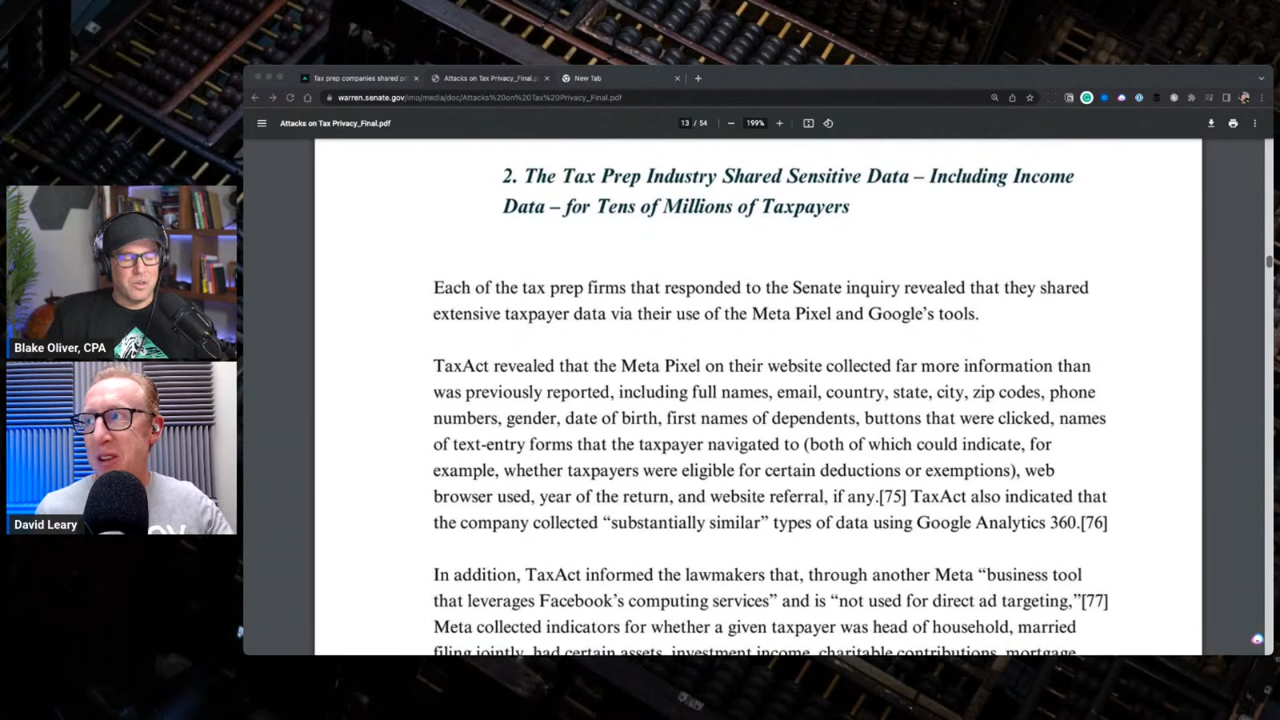 Tax prep companies shared pr
Attacks on Tax Privacy_Final.p
New Tab
warren.senate.gov/imo/media/doc/Attacks%20on%20Tax%20Privacy_Final.pdf
Attacks on Tax Privacy_Final.pdf
13 / 54
199%
2. The Tax Prep Industry Shared Sensitive Data – Including Income
Data – for Tens of Millions of Taxpayers
Each of the tax prep firms that responded to the Senate inquiry revealed that they shared
extensive taxpayer data via their use of the Meta Pixel and Google’s tools.
TaxAct revealed that the Meta Pixel on their website collected far more information than
was previously reported, including full names, email, country, state, city, zip codes, phone
numbers, gender, date of birth, first names of dependents, buttons that were clicked, names
of text-entry forms that the taxpayer navigated to (both of which could indicate, for
example, whether taxpayers were eligible for certain deductions or exemptions), web
browser used, year of the return, and website referral, if any.[75] TaxAct also indicated that
the company collected “substantially similar” types of data using Google Analytics 360.[76]
In addition, TaxAct informed the lawmakers that, through another Meta “business tool
that leverages Facebook’s computing services” and is “not used for direct ad targeting,”[77]
Meta collected indicators for whether a given taxpayer was head of household, married
filing jointly, had certain assets, investment income, charitable contributions, mortgage
Blake Oliver, CPA
David Leary